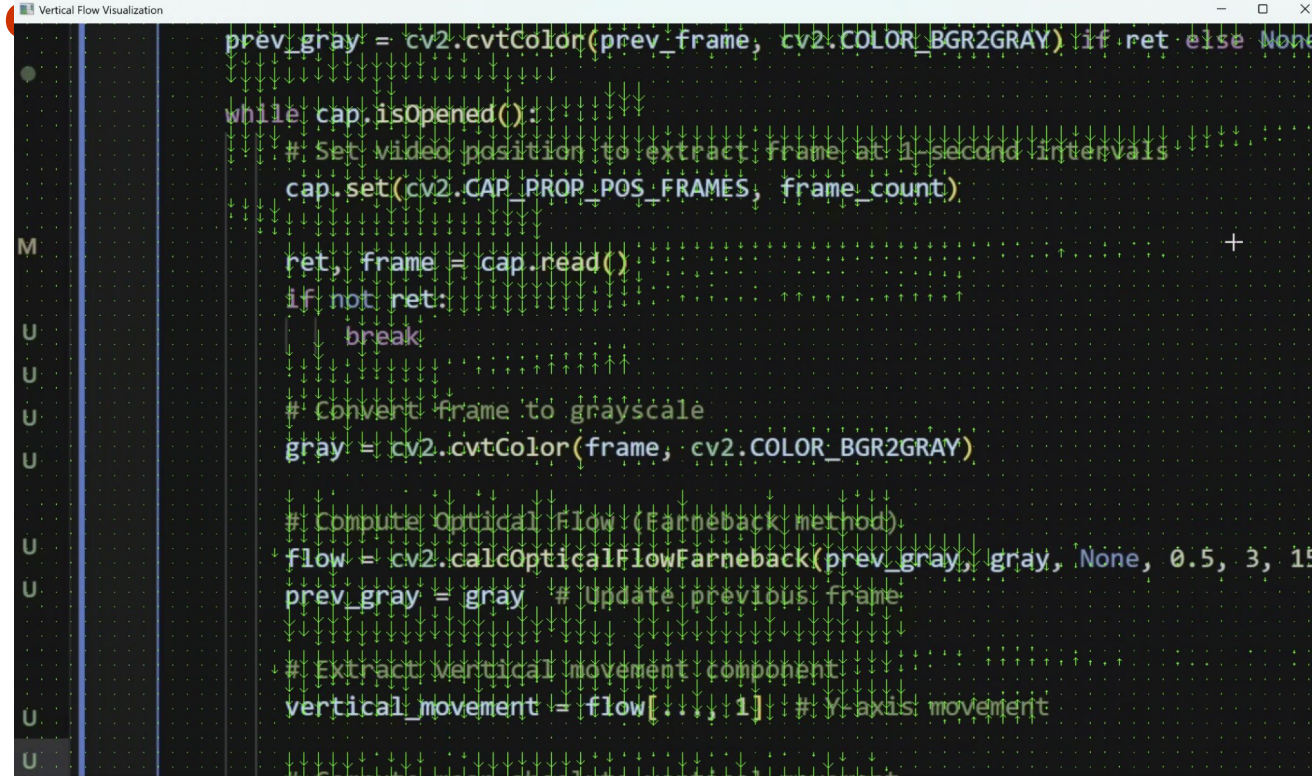 Vertical Flow Visualization
prev_gray = cv2.cvtColor(prev_frame, cv2.COLOR_BGR2GRAY) if ret else None
while cap.isOpened():
# Set video position to extract frame at 1-second intervals
cap.set(cv2.CAP_PROP_POS_FRAMES, frame_count)
M
ret, frame = cap.read()
if not ret:
U
break
U
# Convert frame to grayscale
U
gray = cv2.cvtColor(frame, cv2.COLOR_BGR2GRAY)
U
# Compute Optical Flow (Farneback method)
U
flow = cv2.calcOpticalFlowFarneback(prev_gray, gray, None, 0.5, 3, 15
U
prev_gray = gray # Update previous frame
# Extract vertical movement component
vertical_movement = flow[..., 1] # Y-axis movement
U
U